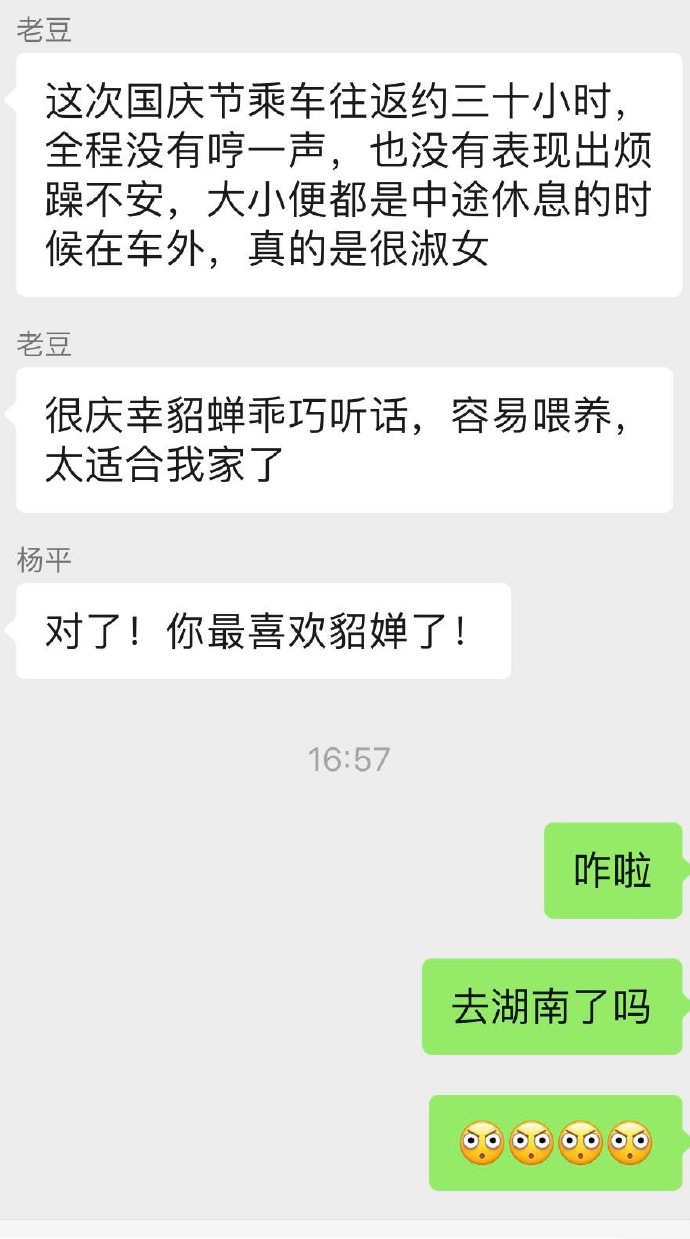 老豆
这次国庆节乘车往返约三十小时，
全程没有哼一声，也没有表现出烦
躁不安，大小便都是中途休息的时
候在车外，真的是很淑女
老豆
很庆幸貂蝉乖巧听话，容易喂养，
太适合我家了
杨平
对了！你最喜欢貂婵了！
16:57
咋啦
去湖南了吗